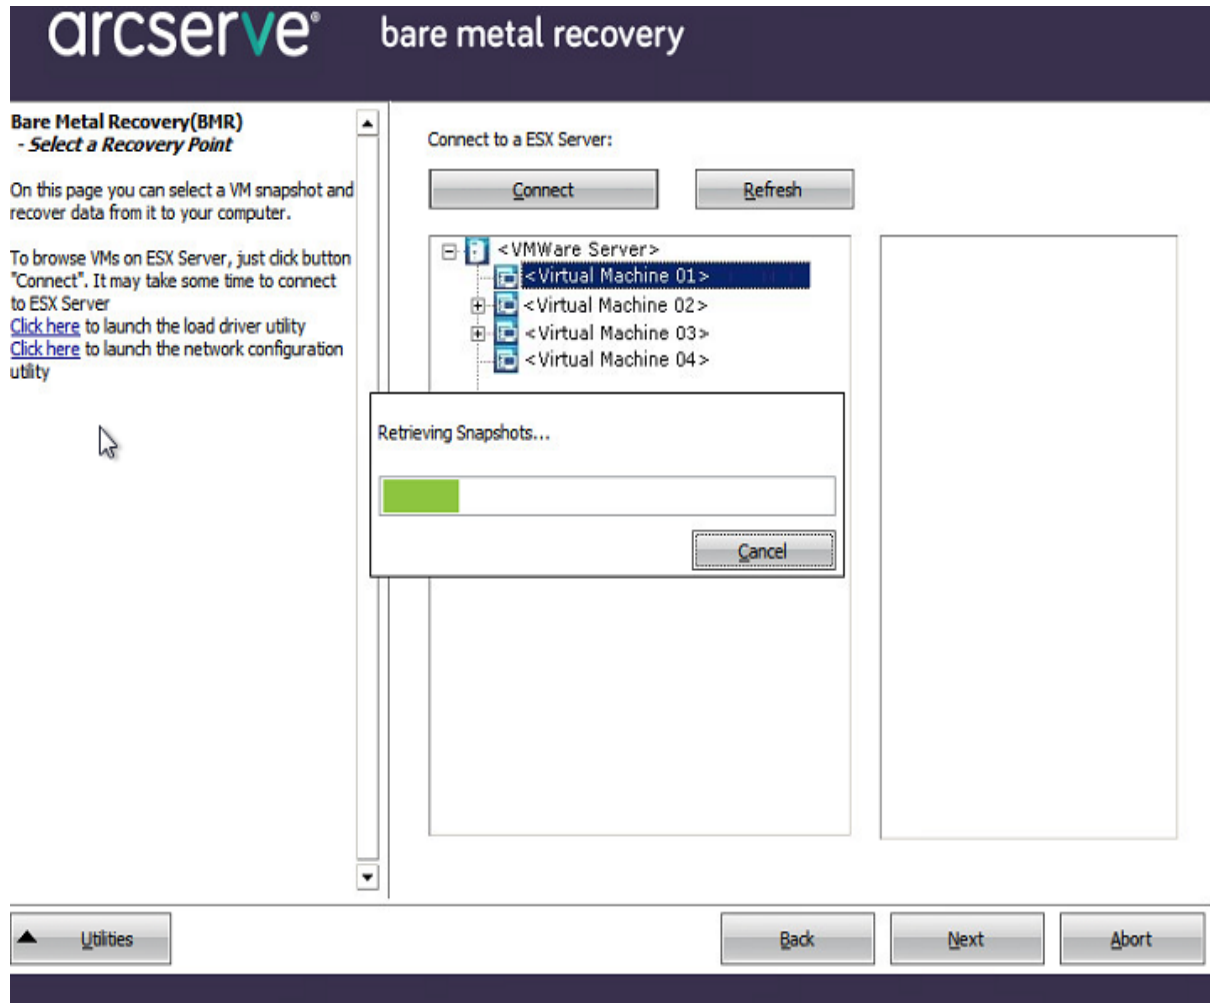 arcserve® bare metal recovery
Bare Metal Recovery(BMR)
- Select a Recovery Point
On this page you can select a VM snapshot and
recover data from it to your computer.
To browse VMs on ESX Server, just click button
"Connect". It may take some time to connect
to ESX Server
Click here to launch the load driver utility
Click here to launch the network configuration
utility
Connect to a ESX Server:
Connect Refresh
<VMWare Server>
<Virtual Machine 01>
<Virtual Machine 02>
<Virtual Machine 03>
<Virtual Machine 04>
Retrieving Snapshots...
Cancel
Utilities Back Next Abort